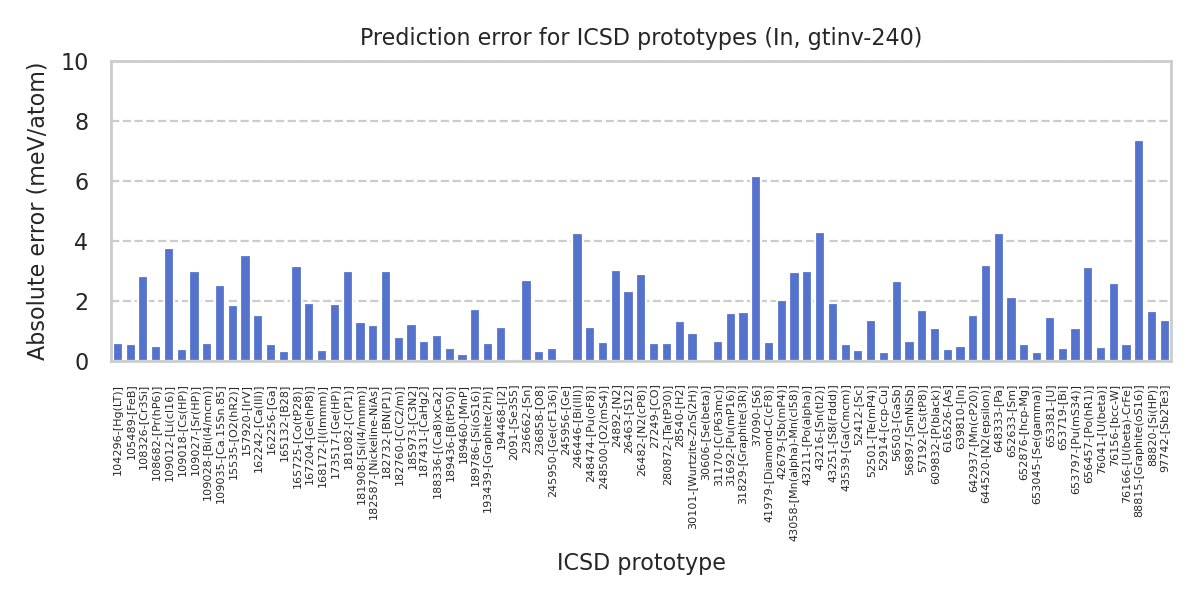 Prediction error for ICSD prototypes (In, gtinv-240)
Absolute error (meV/atom)
10
8
6
4
2
0
104296-[Hg(LT)]
105489-[FeB]
108326-[Cr3Si]
108682-[Pr(hP6)]
109012-[Li(cI16)]
109018-[Cs(HP)]
109027-[Sr(HP)]
109028-[Bi(I4/mcm)]
109035-[Ca.15Sn.85]
15535-[O2(hR2)]
157920-[IrV]
162242-[Ca(III)]
162256-[Ga]
165132-[B28]
165725-[Co(tP28)]
167204-[Ge(hP8)]
168172-[I(Immm)]
173517-[Ge(HP)]
181082-[C(P1)]
181908-[Si(I4/mmm)]
182587-[Nickeline-NiAs]
182732-[BN(P1)]
182760-[C(C2/m)]
185973-[C3N2]
187431-[CaHg2]
188336-[(Ca8)xCa2]
189436-[B(tP50)]
189460-[MnP]
189786-[Si(oS16)]
193439-[Graphite(2H)]
194468-[I2]
2091-[Se3S5]
236662-[Sn]
236858-[O8]
245950-[Ge(cF136)]
245956-[Ge]
246446-[Bi(III)]
248474-[Pu(oF8)]
248500-[O2(mS4)]
24892-[N2]
26463-[S12]
26482-[N2(cP8)]
27249-[CO]
280872-[Ta(tP30)]
28540-[H2]
30101-[Wurtzite-ZnS(2H)]
30606-[Se(beta)]
31170-[C(P63mc)]
31692-[Pu(mP16)]
31829-[Graphite(3R)]
37090-[S6]
41979-[Diamond-C(cF8)]
42679-[Sb(mP4)]
43058-[Mn(alpha)-Mn(cI58)]
43211-[Po(alpha)]
43216-[Sn(tI2)]
43251-[S8(Fddd)]
43539-[Ga(Cmcm)]
52412-[Sc]
52501-[Te(mP4)]
52914-[ccp-Cu]
56503-[GaSb]
56897-[SmNiSb]
57192-[Cs(tP8)]
609832-[P(black)]
616526-[As]
639810-[In]
642937-[Mn(cP20)]
644520-[N2(epsilon)]
648333-[Pa]
652633-[Sm]
652876-[hcp-Mg]
653045-[Se(gamma)]
653381-[U]
653719-[Bi]
653797-[Pu(mS34)]
656457-[Po(hR1)]
76041-[U(beta)]
76156-[bcc-W]
76166-[U(beta)-CrFe]
88815-[Graphite(oS16)]
88820-[Si(HP)]
97742-[Sb2Te3]
ICSD prototype